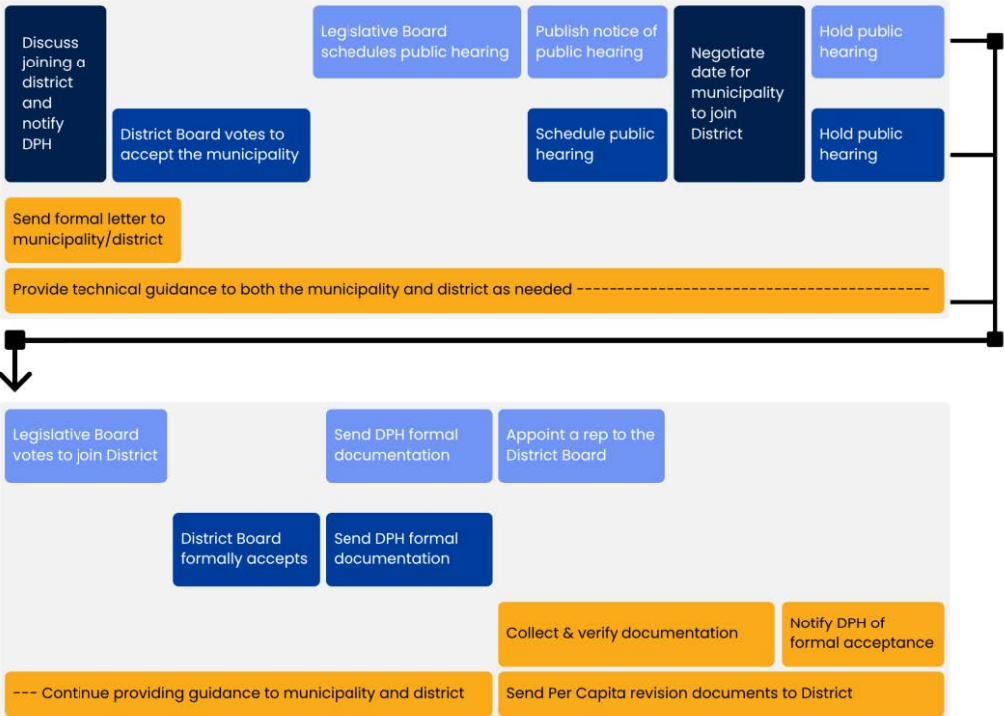 Discuss
joining a
district
and
notify
DPH
District Board votes to
accept the municipality
Legislative Board
schedules public hearing
Publish notice of
public hearing
Schedule public
hearing
Negotiate
date for
municipality
to join
District
Hold public
hearing
Hold public
hearing
Send formal letter to
municipality/district
Provide technical guidance to both the municipality and district as needed -------------------------------------------
Legislative Board
votes to join District
District Board
formally accepts
Send DPH formal
documentation
Send DPH formal
documentation
Appoint a rep to the
District Board
Collect & verify documentation
Notify DPH of
formal acceptance
--- Continue providing guidance to municipality and district
Send Per Capita revision documents to District